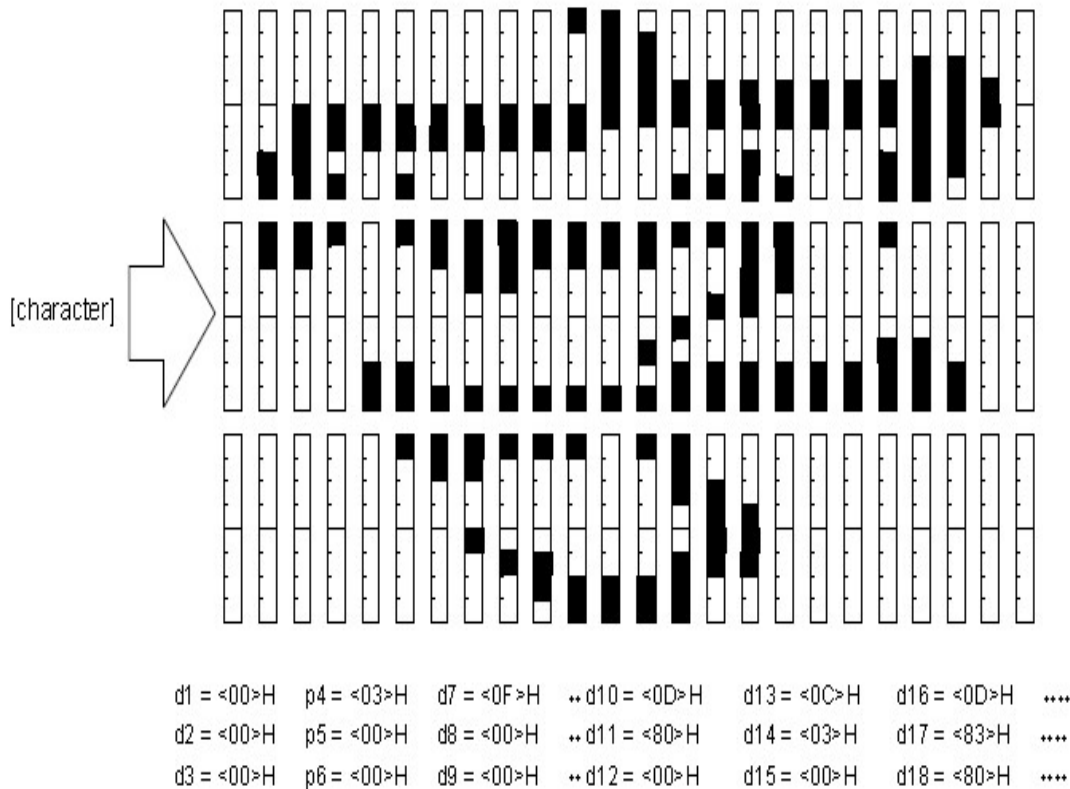 [character]
d1 = <00>H p4 = <03>H d7 = <0F>H ••d10 = <0D>H d13 = <0C>H d16 = <0D>H ••••
d2 = <00>H p5 = <00>H d8 = <00>H ••d11 = <80>H d14 = <03>H d17 = <83>H ••••
d3 = <00>H p6 = <00>H d9 = <00>H ••d12 = <00>H d15 = <00>H d18 = <80>H ••••